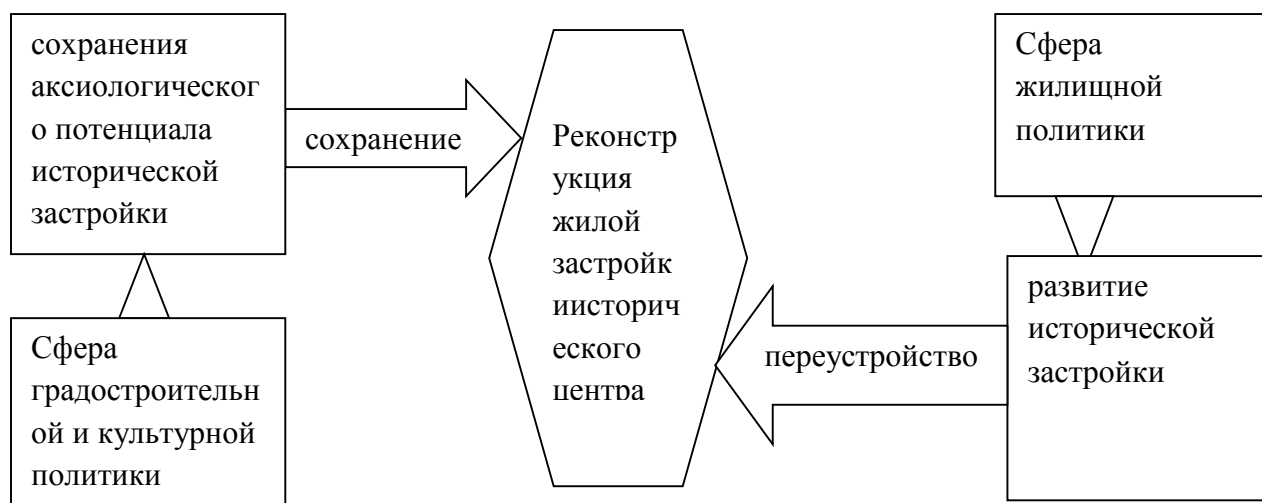 сохранения
аксиологическог
о потенциала
исторической
застройки
сохранение
Сфера
градостроительн
ой и культурной
политики
Реконстр
укция
жилой
застройк
иисторич
еского
центра
Сфера
жилищной
политики
переустройство
развитие
исторической
застройки